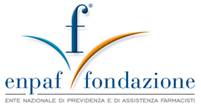 f®
enpaf fondazione
ENTE NAZIONALE DI PREVIDENZA E DI ASSISTENZA FARMACISTI